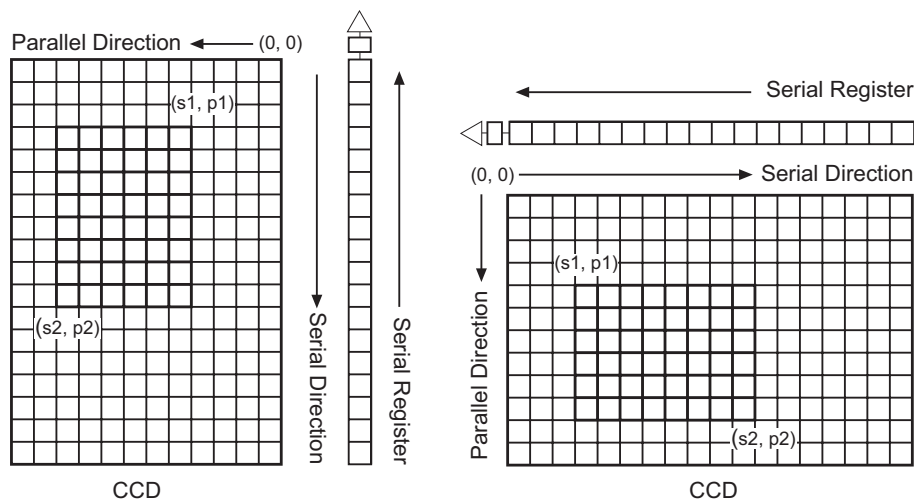 Parallel Direction
(0, 0)
(s1, p1)
(s2, p2)
Serial Direction
Serial Register
CCD
Serial Register
(0, 0)
Serial Direction
Parallel Direction
(s1, p1)
(s2, p2)
CCD